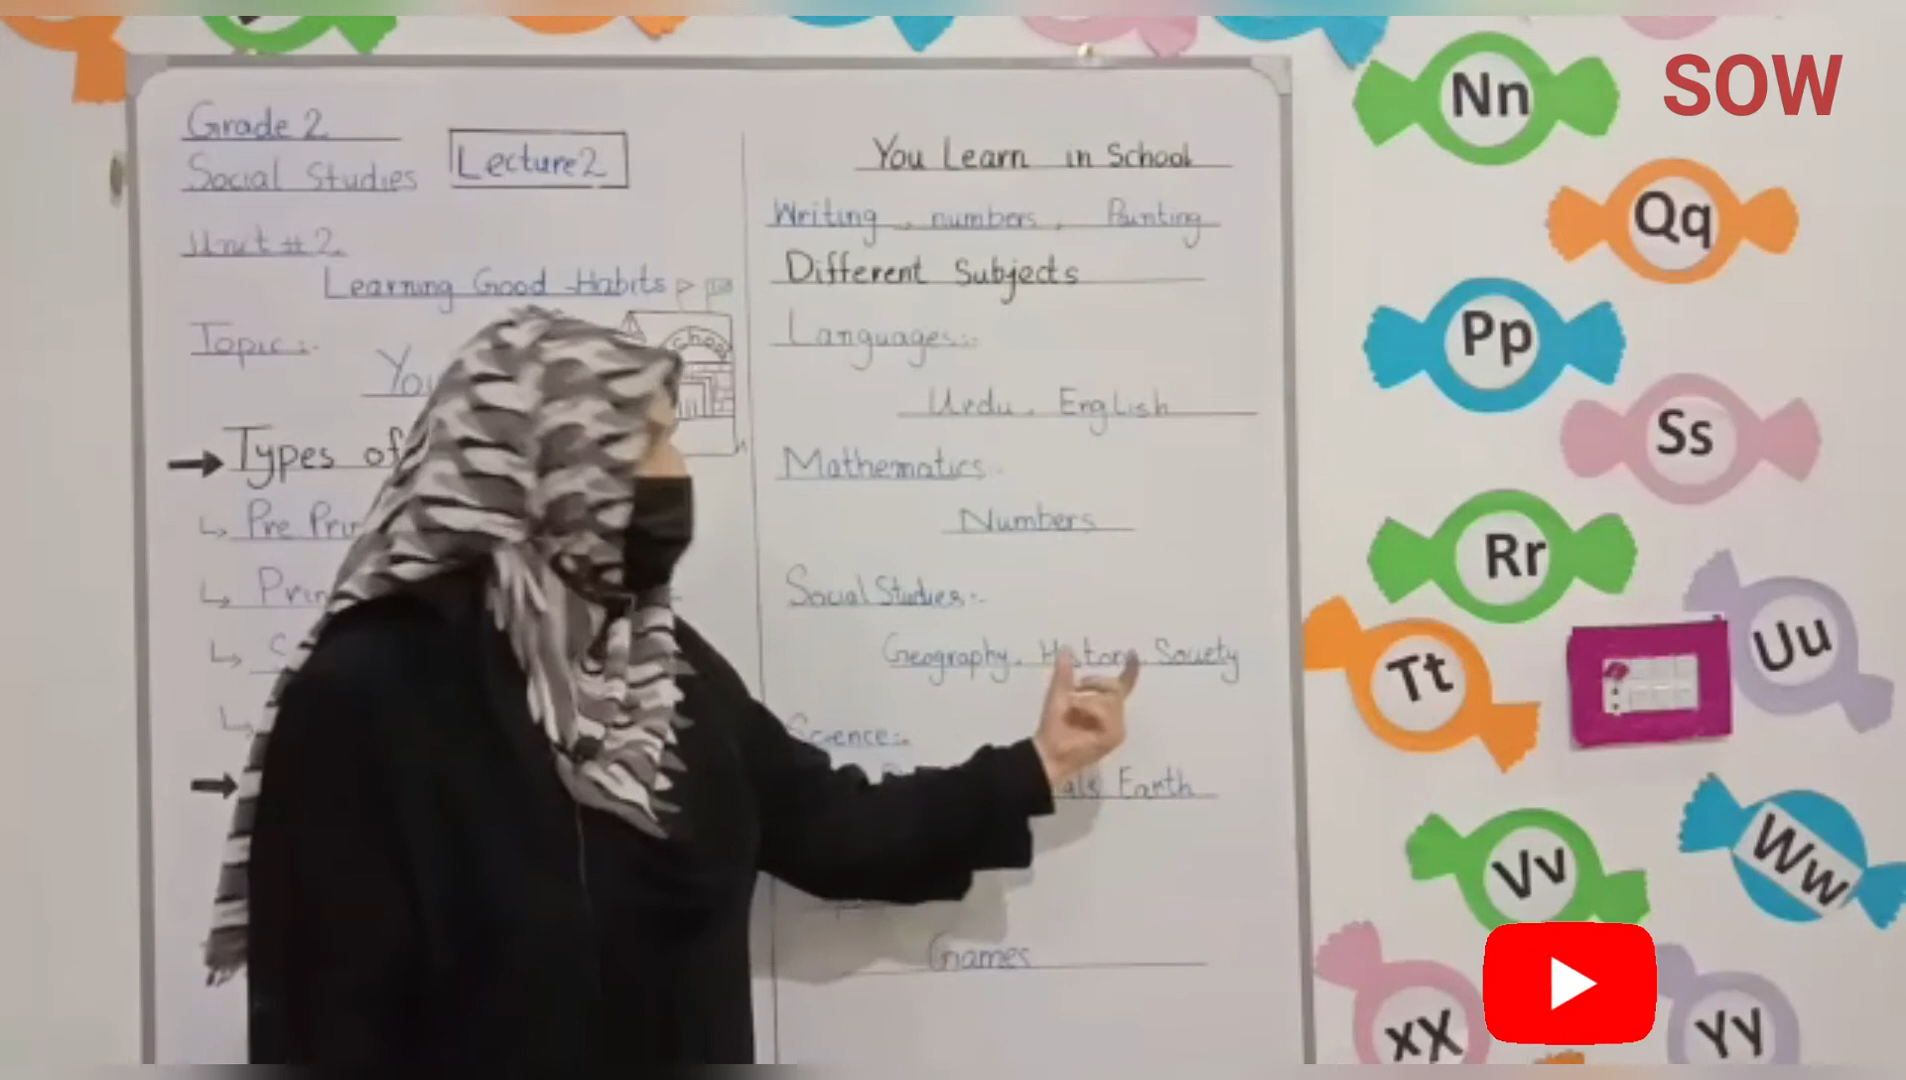 Grade 2
Social Studies
Lecture 2
Unit # 2.
Learning Good Habits
Topic:-
School
Types of
Pre
You Learn in School
Writing, numbers, Painting
Different Subjects
Languages:-
Urdu, English
Mathematics:-
Numbers
Social Studies:-
Geography, History, Society
Science:-
Earth
Games
Nn
Qq
Pp
Ss
Rr
Uu
Tt
Ww
Vv
xX
Yy
SOW